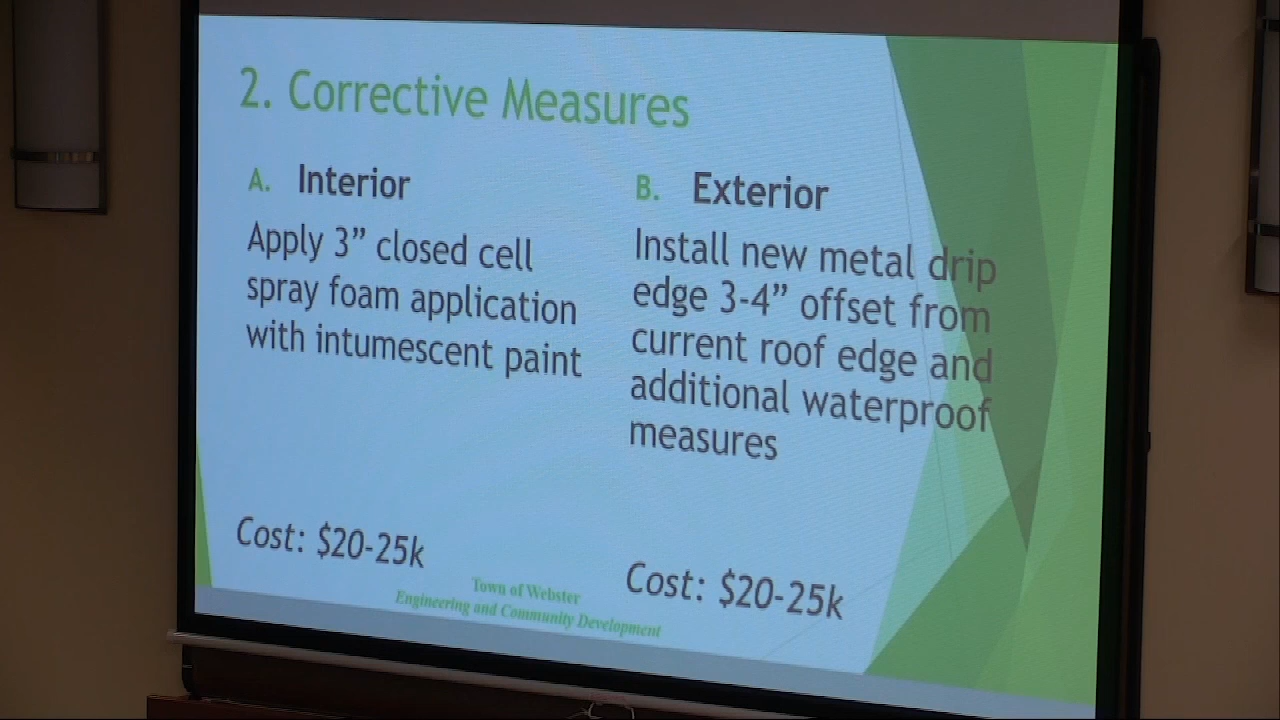 2. Corrective Measures
A. Interior
Apply 3” closed cell
spray foam application
with intumescent paint
Cost: $20-25k
B. Exterior
Install new metal drip
edge 3-4” offset from
current roof edge and
additional waterproof
measures
Cost: $20-25k
Town of Webster
Engineering and Community Development